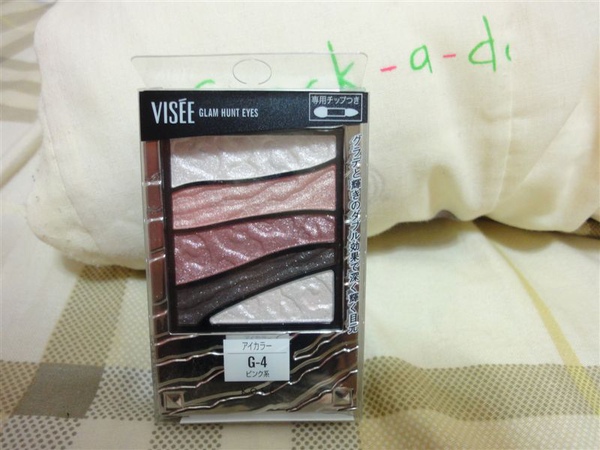 k-a-d
VISÉE GLAM HUNT EYES
専用チップつき
グラデと輝きのダブル効果で深く輝く目元
アイカラー
G-4
ピンク系